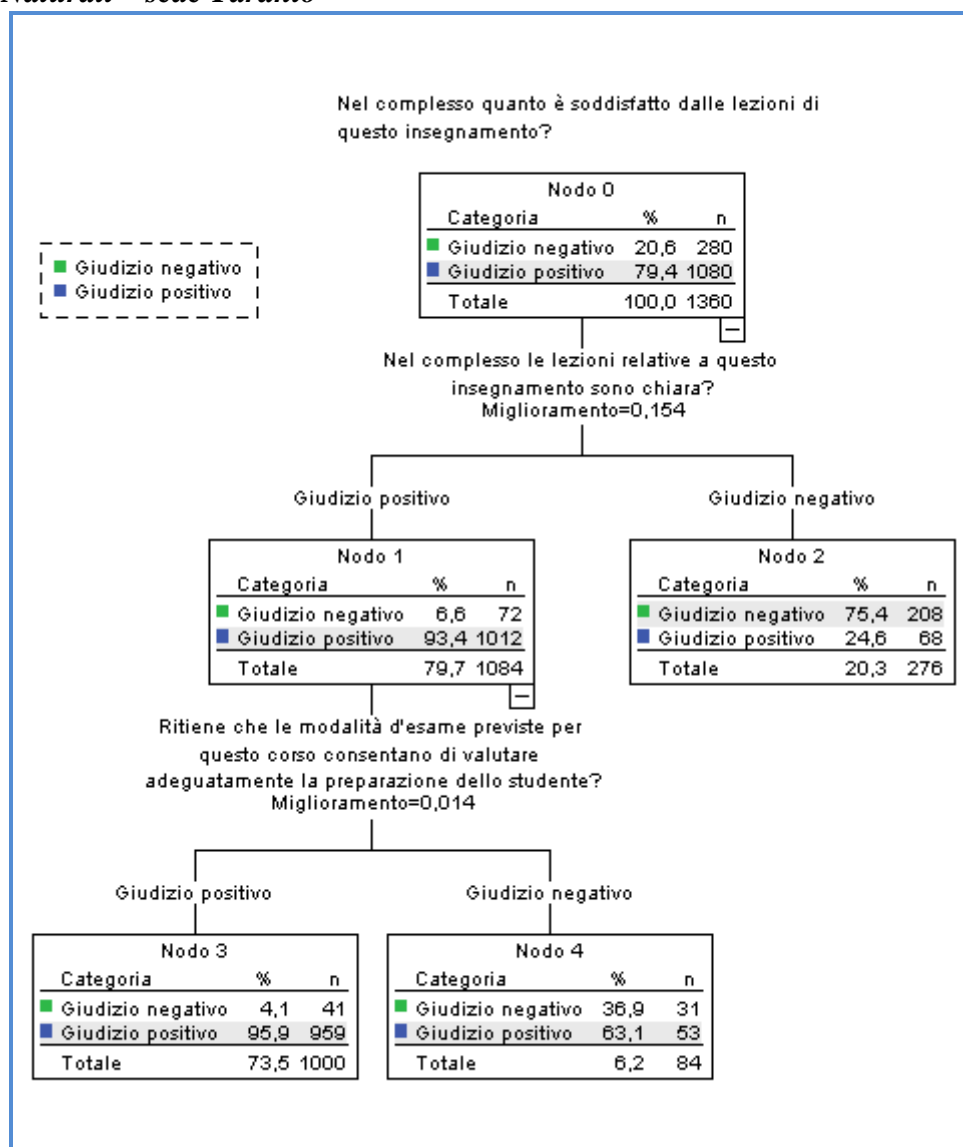 Naturali – sede Taranto
Nel complesso quanto è soddisfatto dalle lezioni di
questo insegnamento?
Nodo 0
Categoria % n
Giudizio negativo 20,6 280
Giudizio positivo 79,4 1080
Totale 100,0 1360
Giudizio negativo
Giudizio positivo
Nel complesso le lezioni relative a questo
insegnamento sono chiara?
Miglioramento=0,154
Giudizio positivo
Giudizio negativo
Nodo 1
Categoria % n
Giudizio negativo 6,6 72
Giudizio positivo 93,4 1012
Totale 79,7 1084
Nodo 2
Categoria % n
Giudizio negativo 75,4 208
Giudizio positivo 24,6 68
Totale 20,3 276
Ritiene che le modalità d'esame previste per
questo corso consentano di valutare
adeguatamente la preparazione dello studente?
Miglioramento=0,014
Giudizio positivo
Giudizio negativo
Nodo 3
Categoria % n
Giudizio negativo 4,1 41
Giudizio positivo 95,9 959
Totale 73,5 1000
Nodo 4
Categoria % n
Giudizio negativo 36,9 31
Giudizio positivo 63,1 53
Totale 6,2 84